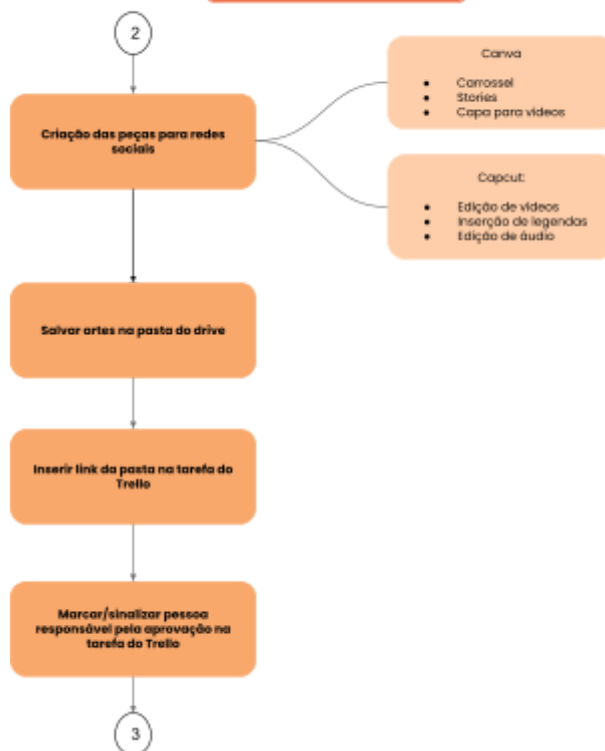 2
Criação das peças para redes
sociais
Canva
Carrossel
Stories
Capa para vídeos
Capcut:
Edição de vídeos
Inserção de legendas
Edição de áudio
Salvar artes na pasta do drive
Inserir link da pasta na tarefa do
Trello
Marcar/sinalizar pessoa
responsável pela aprovação na
tarefa do Trello
3